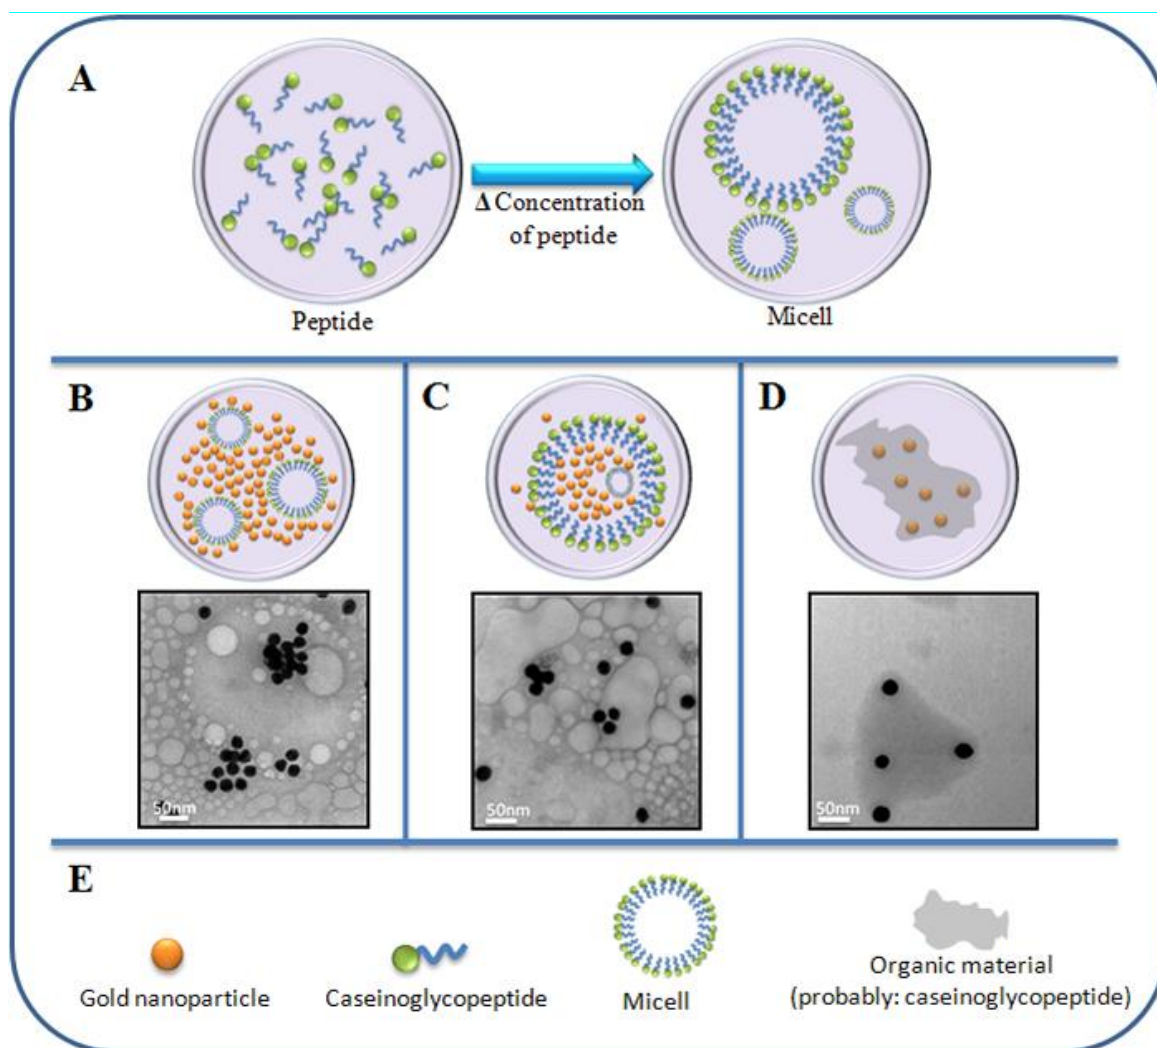 A
Δ Concentration
of peptide
Peptide
Micell
B
C
D
50nm
50nm
50nm
E
Gold nanoparticle
Caseinoglycopeptide
Micell
Organic material
(probably: caseinoglycopeptide)